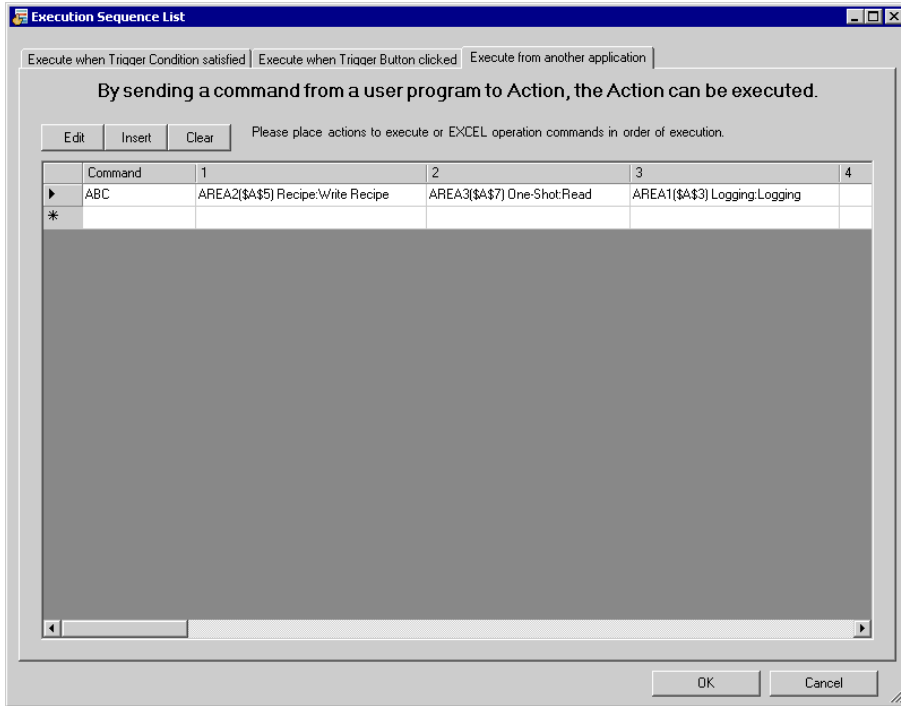 Execution Sequence List
Execute when Trigger Condition satisfied Execute when Trigger Button clicked Execute from another application
By sending a command from a user program to Action, the Action can be executed.
Edit Insert Clear Please place actions to execute or EXCEL operation commands in order of execution.
Command 1 2 3 4
ABC AREA2($A$5) Recipe:Write Recipe AREA3($A$7) One-Shot:Read AREA1($A$3) Logging:Logging
OK Cancel